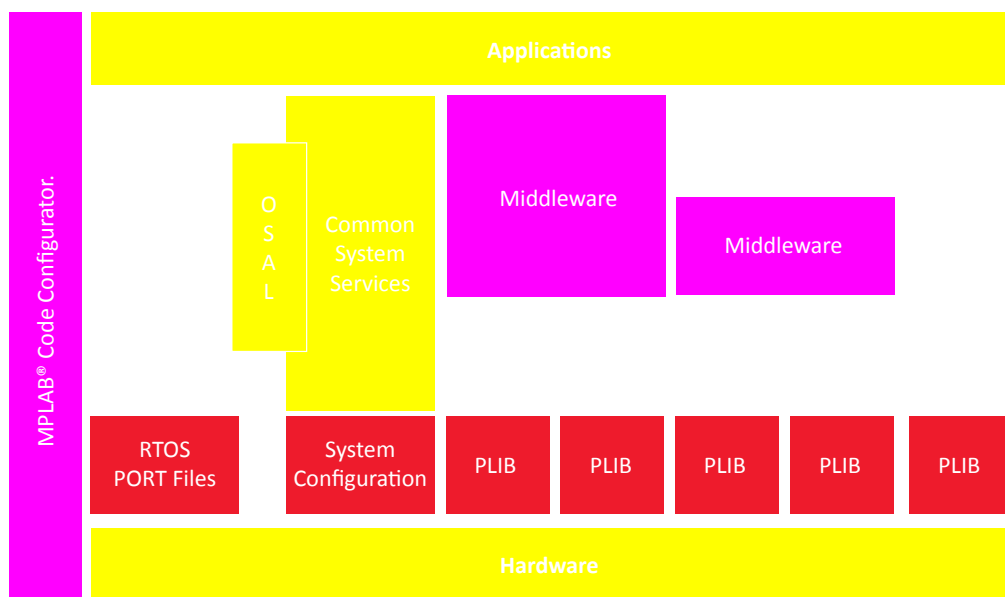 MPLAB® Code Configurator.
Applications
O
S
A
L
Common
System
Services
Middleware
Middleware
RTOS
PORT Files
System
Configuration
PLIB
PLIB
PLIB
PLIB
PLIB
Hardware